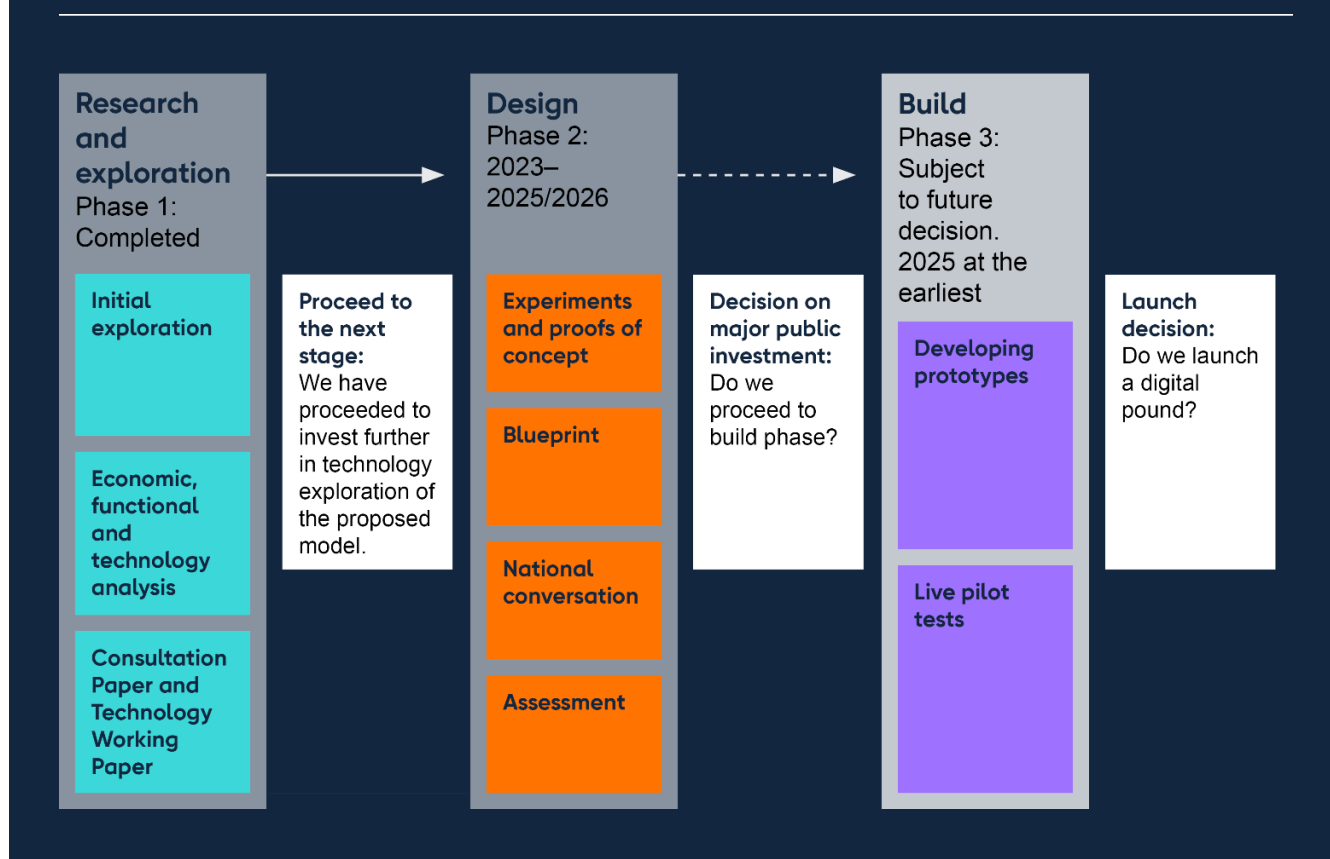 Research
and
exploration
Phase 1:
Completed
Initial
exploration
Economic,
functional
and
technology
analysis
Consultation
Paper and
Technology
Working
Paper
Proceed to
the next
stage:
We have
proceeded to
invest further
in technology
exploration of
the proposed
model.
Design
Phase 2:
2023–
2025/2026
Experiments
and proofs of
concept
Blueprint
National
conversation
Assessment
Decision on
major public
investment:
Do we
proceed to
build phase?
Build
Phase 3:
Subject
to future
decision.
2025 at the
earliest
Developing
prototypes
Live pilot
tests
Launch
decision:
Do we launch
a digital
pound?